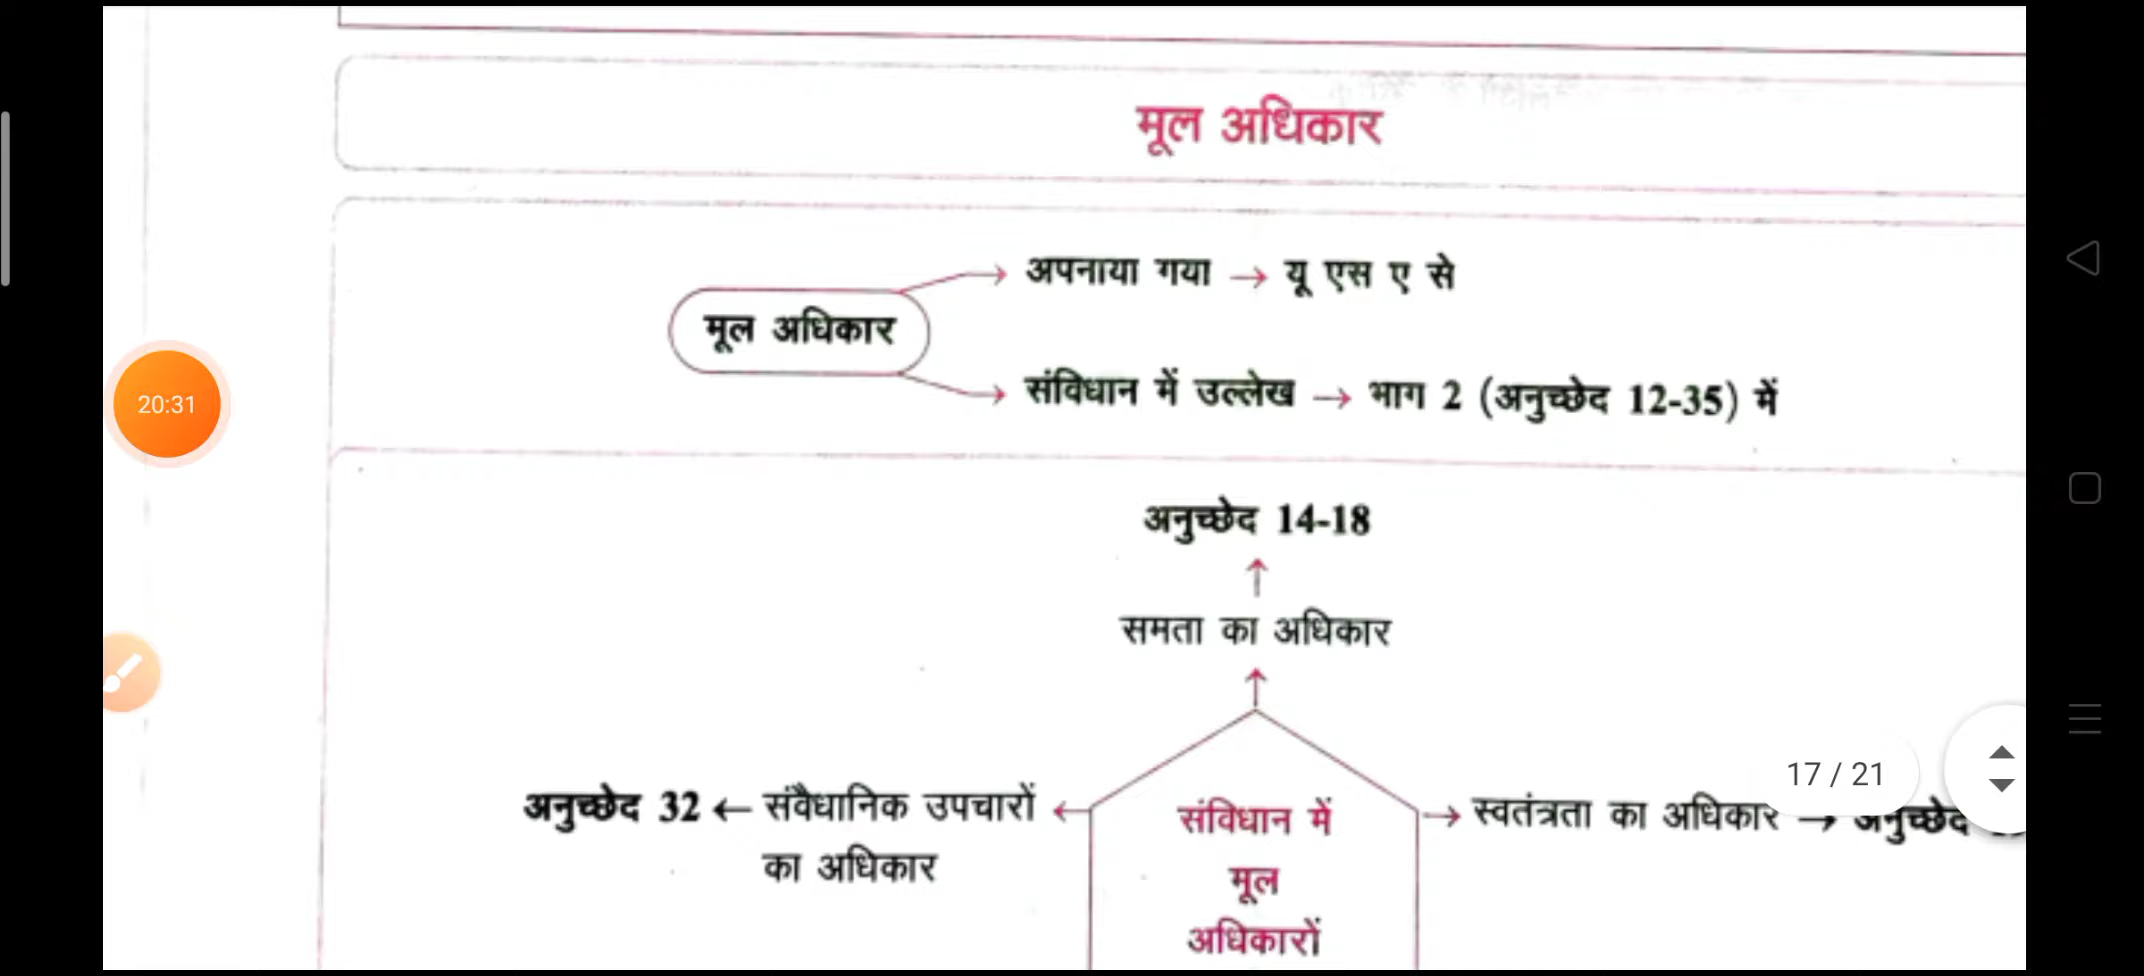 मूल अधिकार
अपनाया गया → यू एस ए से
मूल अधिकार
संविधान में उल्लेख → भाग 2 (अनुच्छेद 12-35) में
20:31
अनुच्छेद 14-18
↑
समता का अधिकार
↑
17 / 21
अनुच्छेद 32 ← संवैधानिक उपचारों ←
का अधिकार
संविधान में
मूल
अधिकारों
→ स्वतंत्रता का अधिकार → अनुच्छेद